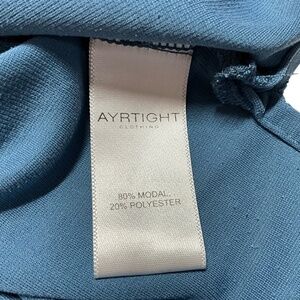 AYRTIGHT
CLOTHING
80% MODAL,
20% POLYESTER